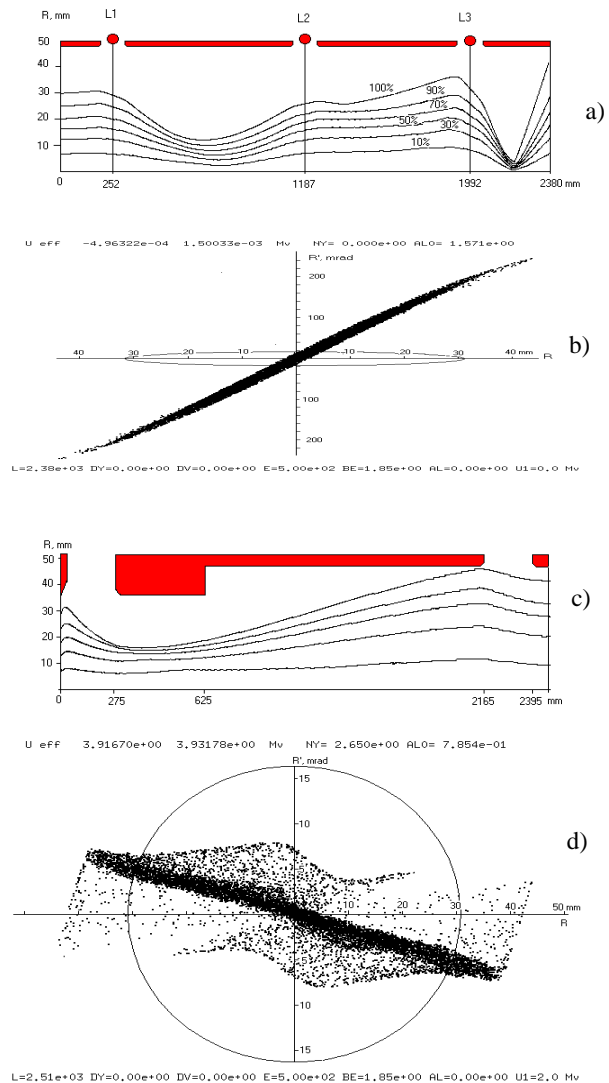 R, mm L1 L2 L3
50
40
30
20
10
100% 90%
70%
50% 30%
10%
0 252 1187 1992 2380 mm
a)
U eff -4.96322e-04 1.50033e-03 Mv NY= 0.000e+00 AL0= 1.571e+00
R', mrad
200
100
40 30 20 10 10 20 30 40 mm
R
100
200
b)
L=2.38e+03 DY=0.00e+00 DV=0.00e+00 E=5.00e+02 BE=1.85e+00 AL=0.00e+00 U1=0.0 Mv
R, mm
50
40
30
20
10
0 275 625 2165 2395 mm
c)
U eff 3.91670e+00 3.93178e+00 Mv NY= 2.650e+00 AL0= 7.854e-01
R', mrad
15
10
10 20 30 50 mm
R
10
15
d)
L=2.51e+03 DY=0.00e+00 DV=0.00e+00 E=5.00e+02 BE=1.85e+00 AL=0.00e+00 U1=2.0 Mv